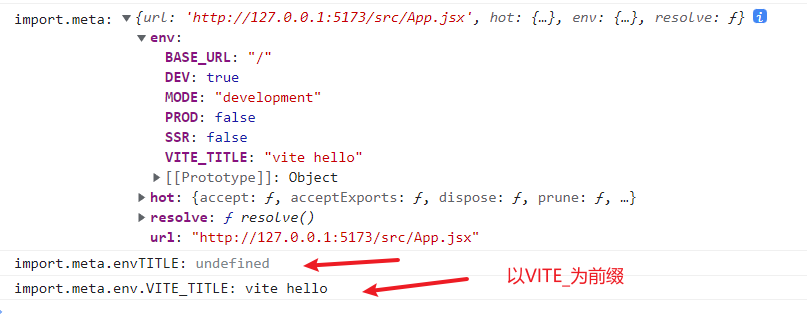 import.meta: ▼{url: 'http://127.0.0.1:5173/src/App.jsx', hot: {…}, env: {…}, resolve: ƒ} i
▼env:
BASE_URL: "/"
DEV: true
MODE: "development"
PROD: false
SSR: false
VITE_TITLE: "vite hello"
▶[[Prototype]]: Object
▶hot: {accept: ƒ, acceptExports: ƒ, dispose: ƒ, prune: ƒ, …}
▶resolve: ƒ resolve()
url: "http://127.0.0.1:5173/src/App.jsx"
import.meta.envTITLE: undefined
import.meta.env.VITE_TITLE: vite hello
以VITE_为前缀